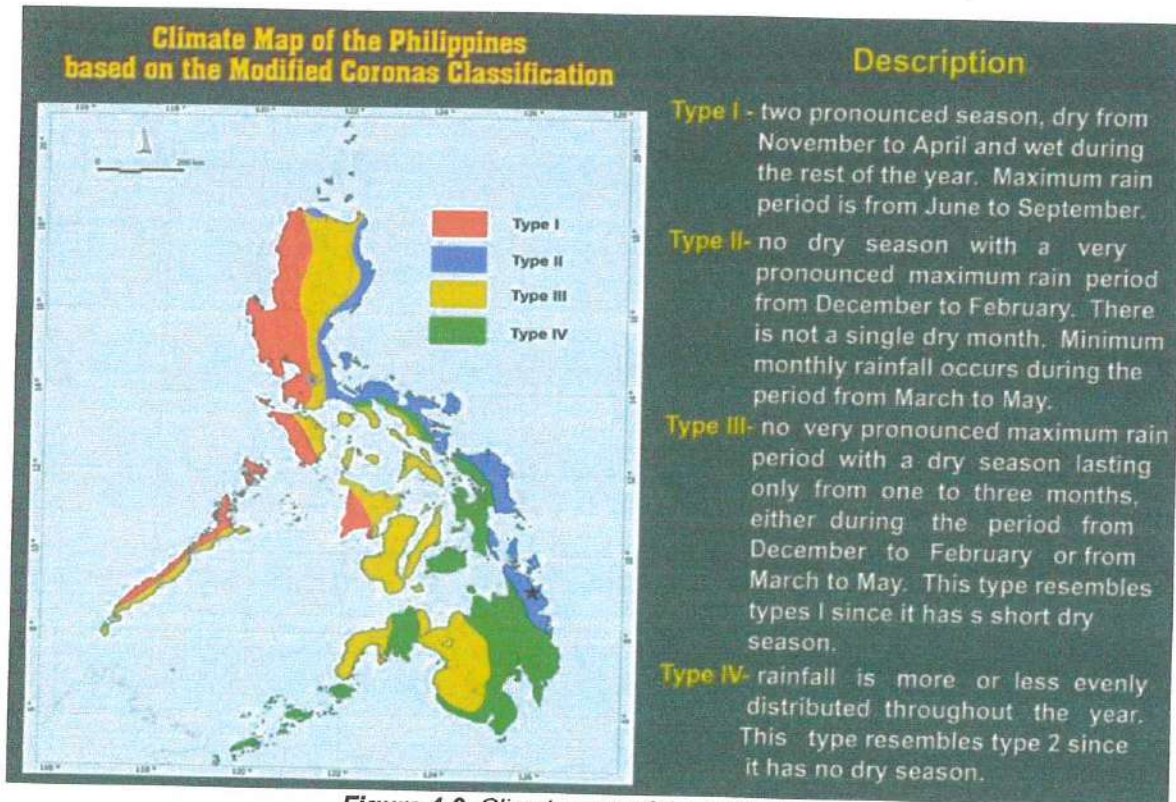 Climate Map of the Philippines
based on the Modified Coronas Classification
200 km
Type I
Type II
Type III
Type IV
Description
Type I - two pronounced season, dry from
November to April and wet during
the rest of the year. Maximum rain
period is from June to September.
Type II- no dry season with a very
pronounced maximum rain period
from December to February. There
is not a single dry month. Minimum
monthly rainfall occurs during the
period from March to May.
Type III- no very pronounced maximum rain
period with a dry season lasting
only from one to three months,
either during the period from
December to February or from
March to May. This type resembles
types I since it has s short dry
season.
Type IV- rainfall is more or less evenly
distributed throughout the year.
This type resembles type 2 since
it has no dry season.